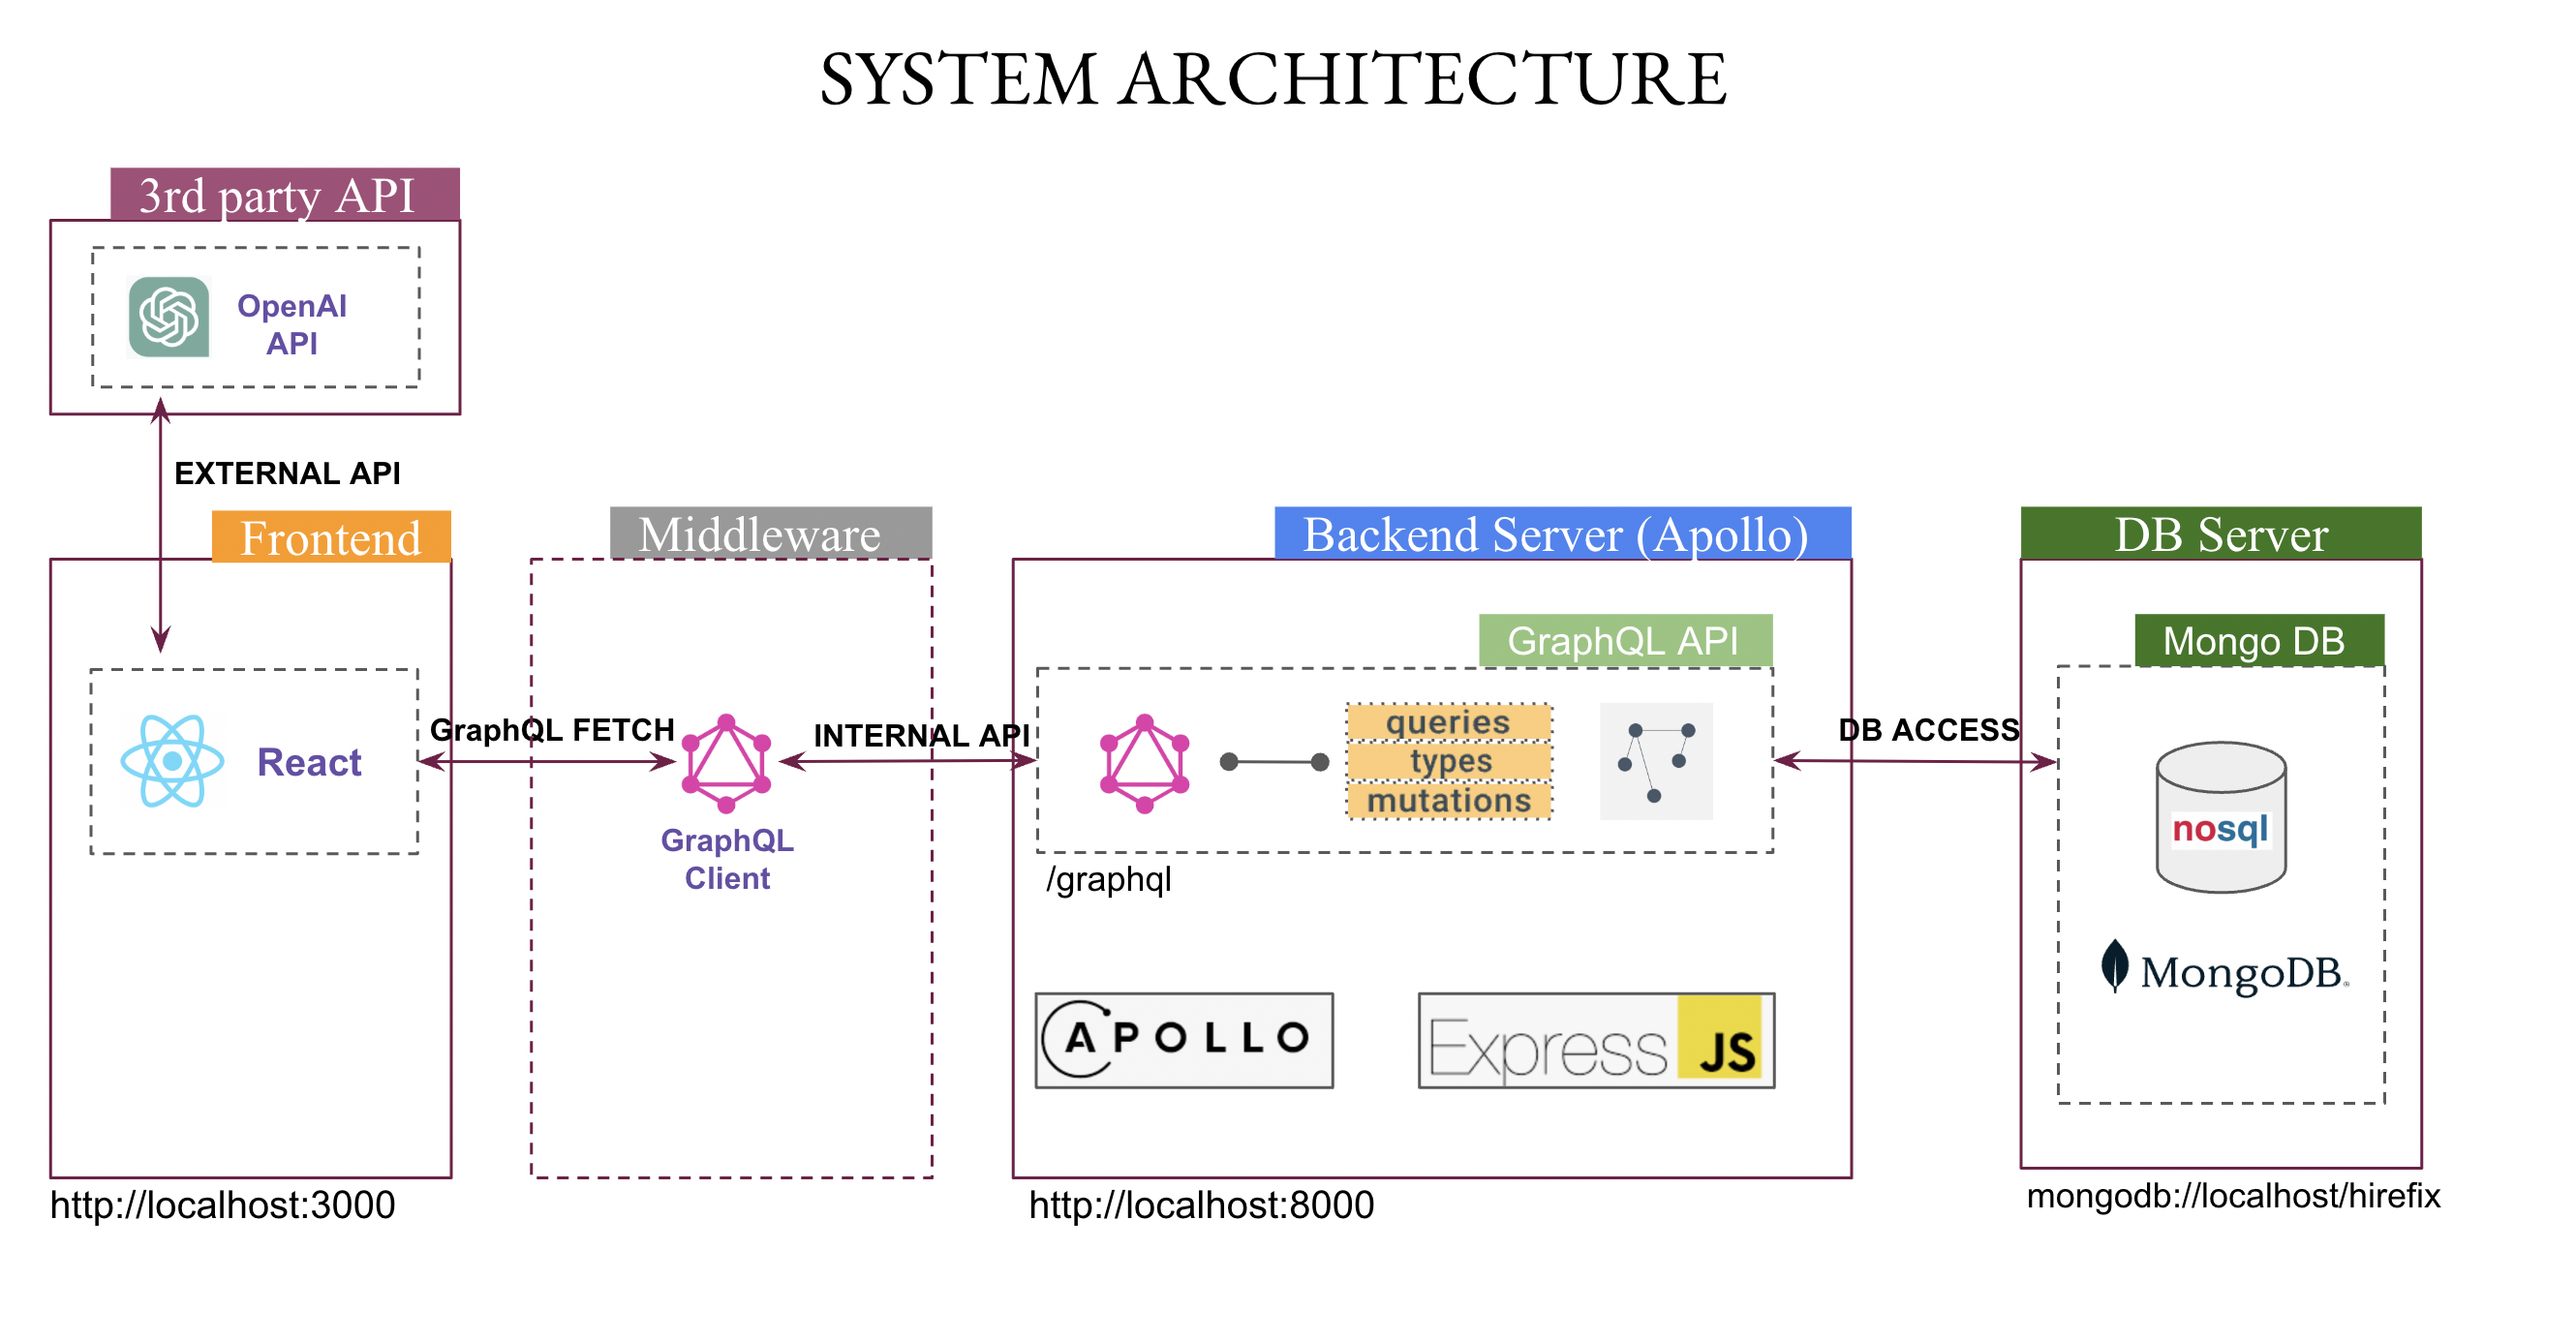 SYSTEM ARCHITECTURE
3rd party API
OpenAI
API
EXTERNAL API
Frontend
React
http://localhost:3000
GraphQL FETCH
Middleware
GraphQL
Client
INTERNAL API
Backend Server (Apollo)
GraphQL API
queries
types
mutations
/graphql
APOLLO
Express JS
http://localhost:8000
DB ACCESS
DB Server
Mongo DB
nosql
MongoDB®
mongodb://localhost/hirefix